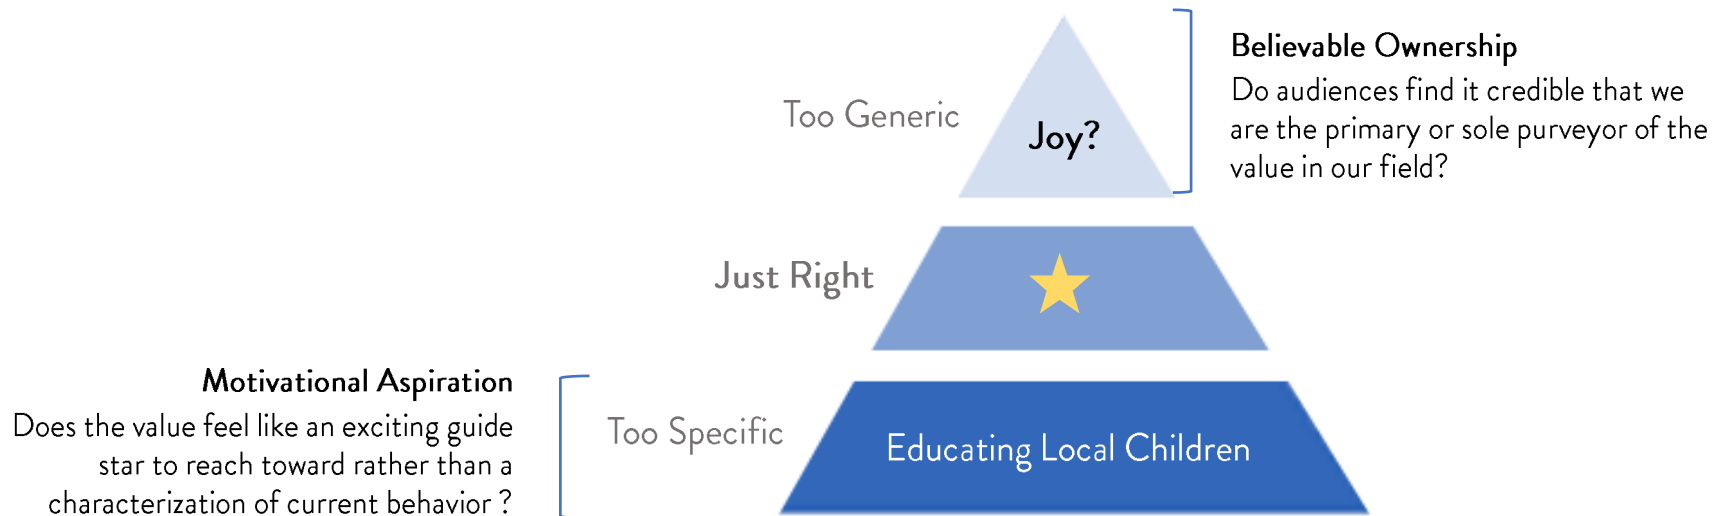 Believable Ownership
Do audiences find it credible that we
are the primary or sole purveyor of the
value in our field?
Too Generic
Joy?
Just Right
Motivational Aspiration
Does the value feel like an exciting guide
star to reach toward rather than a
characterization of current behavior ?
Too Specific
Educating Local Children